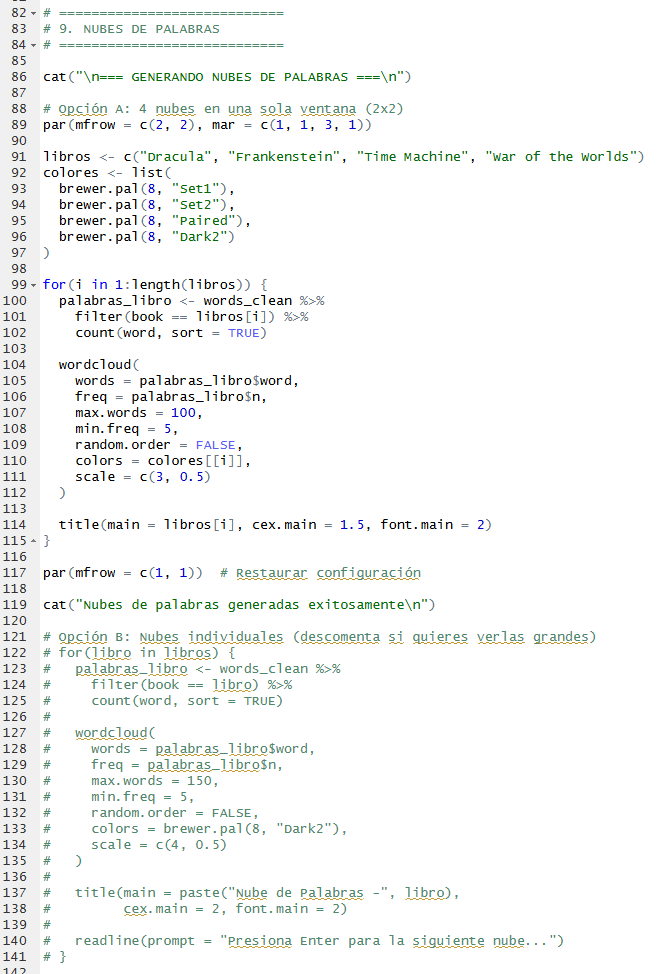 82 # ============================
83 # 9. NUBES DE PALABRAS
84 # ============================
85
86 cat("\n=== GENERANDO NUBES DE PALABRAS ===\n")
87
88 # Opción A: 4 nubes en una sola ventana (2x2)
89 par(mfrow = c(2, 2), mar = c(1, 1, 3, 1))
90
91 libros <- c("Dracula", "Frankenstein", "Time Machine", "War of the Worlds")
92 colores <- list(
93   brewer.pal(8, "Set1"),
94   brewer.pal(8, "Set2"),
95   brewer.pal(8, "Paired"),
96   brewer.pal(8, "Dark2")
97 )
98
99 for(i in 1:length(libros)) {
100   palabras_libro <- words_clean %>%
101     filter(book == libros[i]) %>%
102     count(word, sort = TRUE)
103
104   wordcloud(
105     words = palabras_libro$word,
106     freq = palabras_libro$n,
107     max.words = 100,
108     min.freq = 5,
109     random.order = FALSE,
110     colors = colores[[i]],
111     scale = c(3, 0.5)
112   )
113
114   title(main = libros[i], cex.main = 1.5, font.main = 2)
115 }
116
117 par(mfrow = c(1, 1))  # Restaurar configuración
118
119 cat("Nubes de palabras generadas exitosamente\n")
120
121 # Opción B: Nubes individuales (descomenta si quieres verlas grandes)
122 # for(libro in libros) {
123 #   palabras_libro <- words_clean %>%
124 #     filter(book == libro) %>%
125 #     count(word, sort = TRUE)
126 #
127 #   wordcloud(
128 #     words = palabras_libro$word,
129 #     freq = palabras_libro$n,
130 #     max.words = 150,
131 #     min.freq = 5,
132 #     random.order = FALSE,
133 #     colors = brewer.pal(8, "Dark2"),
134 #     scale = c(4, 0.5)
135 #   )
136 #
137 #   title(main = paste("Nube de Palabras -", libro),
138 #         cex.main = 2, font.main = 2)
139 #
140 #   readline(prompt = "Presiona Enter para la siguiente nube...")
141 # }
142